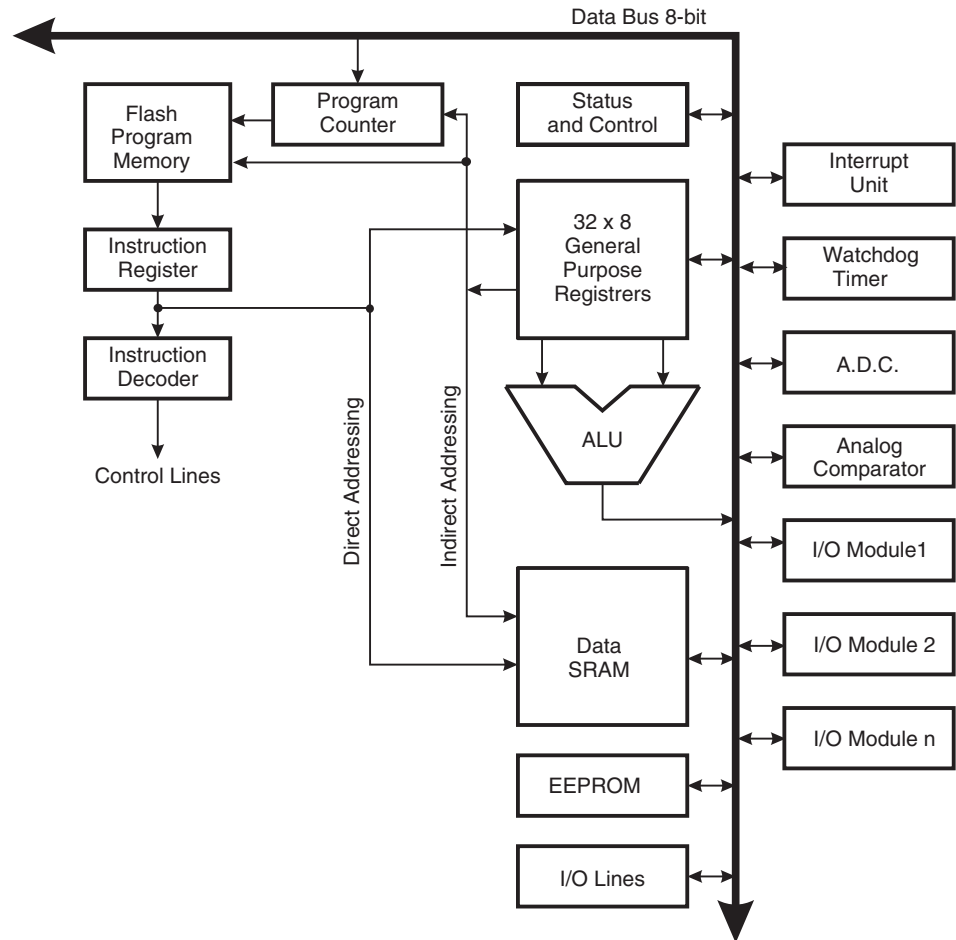 Data Bus 8-bit
Flash
Program
Memory
Program
Counter
Status
and Control
Interrupt
Unit
32 x 8
General
Purpose
Registrers
Instruction
Register
Watchdog
Timer
Instruction
Decoder
A.D.C.
Direct Addressing
Indirect Addressing
ALU
Analog
Comparator
Control Lines
I/O Module1
Data
SRAM
I/O Module 2
I/O Module n
EEPROM
I/O Lines